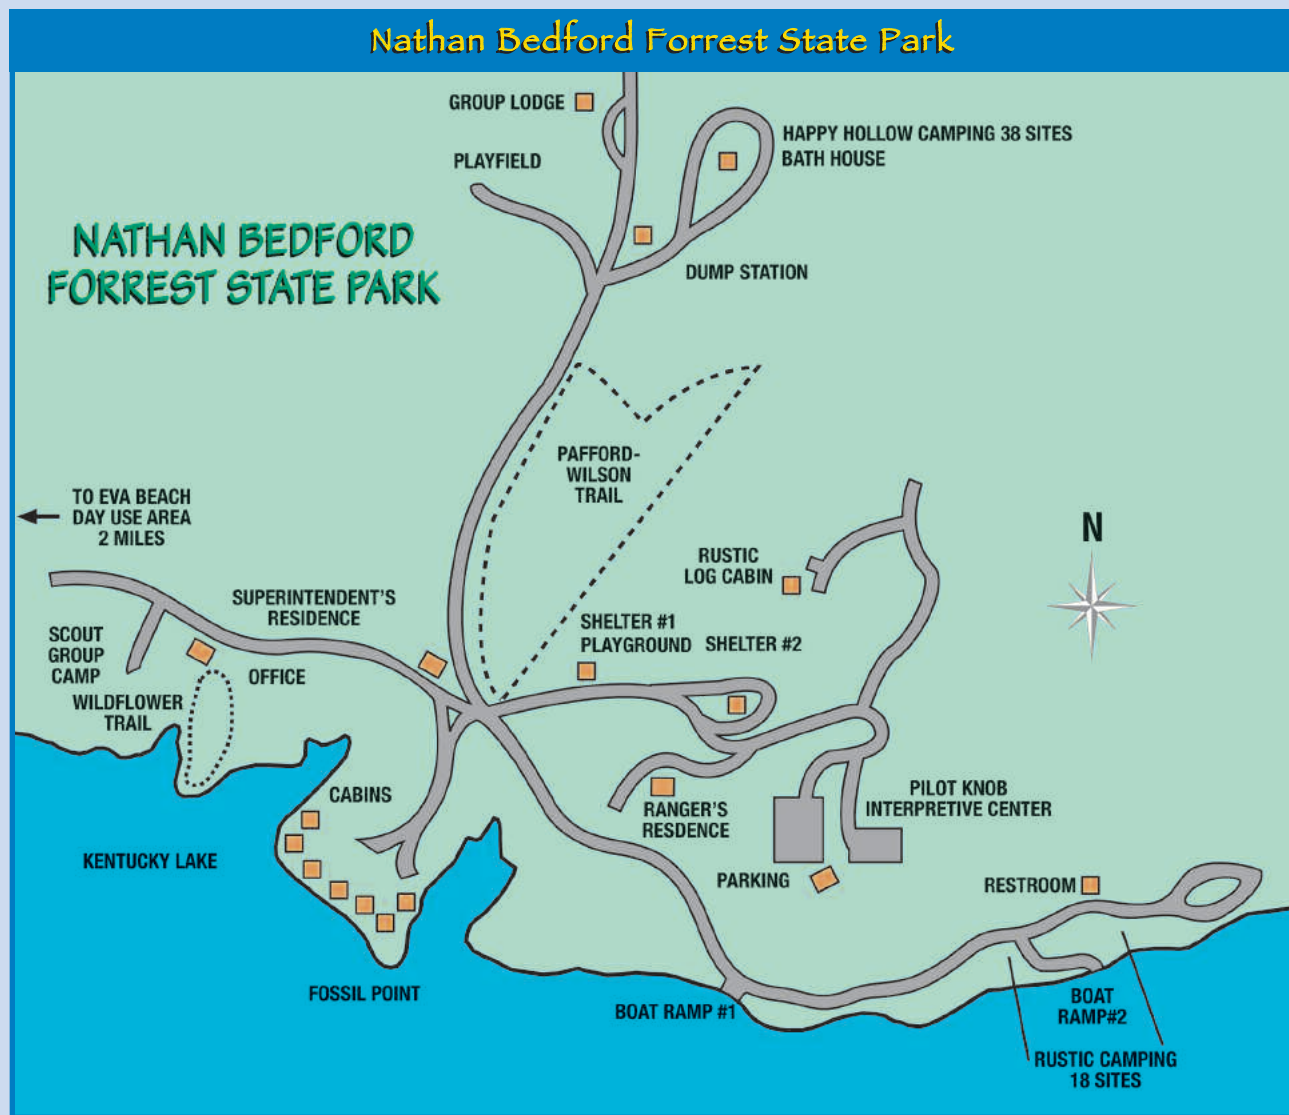 Nathan Bedford Forrest State Park
GROUP LODGE
HAPPY HOLLOW CAMPING 38 SITES
BATH HOUSE
PLAYFIELD
NATHAN BEDFORD
FORREST STATE PARK
DUMP STATION
PAFFORD-
WILSON
TRAIL
TO EVA BEACH
DAY USE AREA
2 MILES
N
RUSTIC
LOG CABIN
SUPERINTENDENT'S
RESIDENCE
SHELTER #1
PLAYGROUND
SHELTER #2
SCOUT
GROUP
CAMP
OFFICE
WILDFLOWER
TRAIL
CABINS
RANGER'S
RESDENCE
PILOT KNOB
INTERPRETIVE CENTER
KENTUCKY LAKE
PARKING
RESTROOM
FOSSIL POINT
BOAT RAMP #1
BOAT
RAMP#2
RUSTIC CAMPING
18 SITES